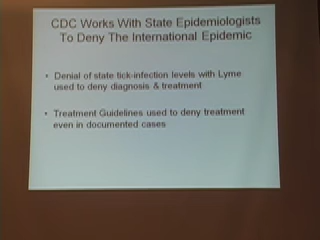 CDC Works With State Epidemiologists
To Deny The International Epidemic
• Denial of state tick-infection levels with Lyme
used to deny diagnosis & treatment
• Treatment Guidelines used to deny treatment
even in documented cases